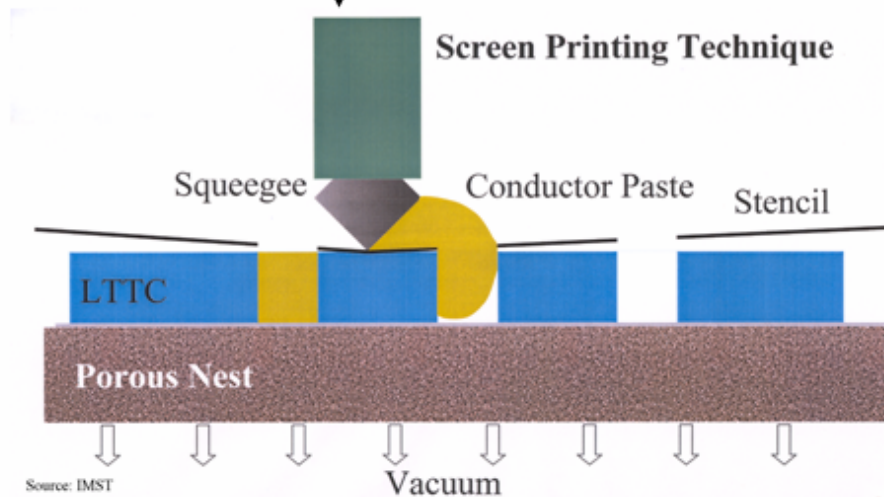 Screen Printing Technique
Squeegee
Conductor Paste
Stencil
LTTC
Porous Nest
Source: IMST
Vacuum